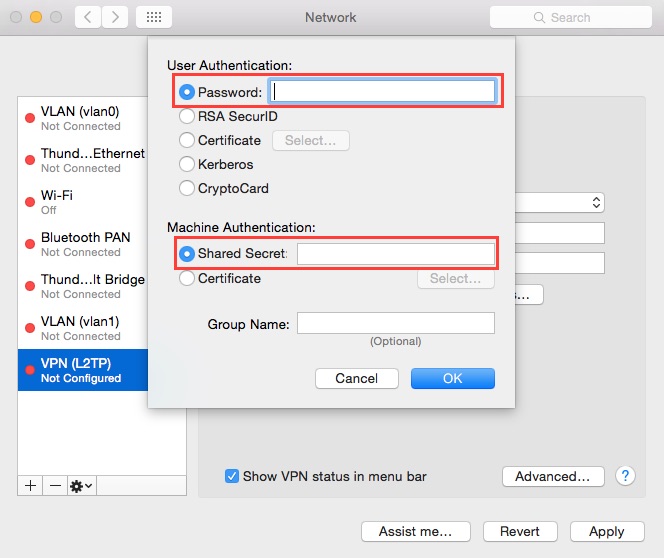 Network
Search
User Authentication:
Password:
RSA SecurID
Certificate
Select...
Kerberos
CryptoCard
Machine Authentication:
Shared Secret:
Certificate
Select...
Group Name:
(Optional)
Cancel
OK
VLAN (vlan0)
Not Connected
Thund...Ethernet
Not Connected
Wi-Fi
Off
Bluetooth PAN
Not Connected
Thund...lt Bridge
Not Connected
VLAN (vlan1)
Not Connected
VPN (L2TP)
Not Configured
Show VPN status in menu bar
Advanced...
?
Assist me...
Revert
Apply